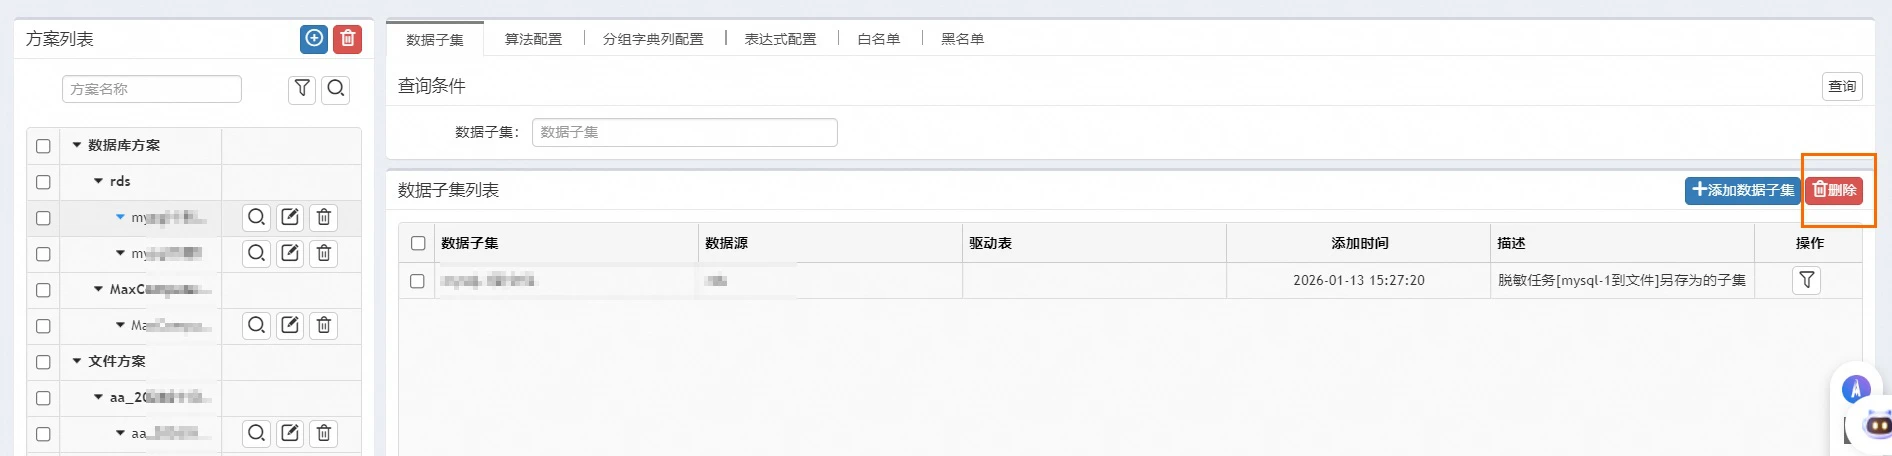 方案列表
方案名称
数据库方案
rds
文件方案
数据子集 算法配置 分组字典列配置 表达式配置 白名单 黑名单
查询条件 查询
数据子集： 数据子集
数据子集列表 添加数据子集 删除
数据子集 数据源 驱动表 添加时间 描述 操作
2026-01-13 15:27:20 脱敏任务[mysql-1到文件]另存为的子集